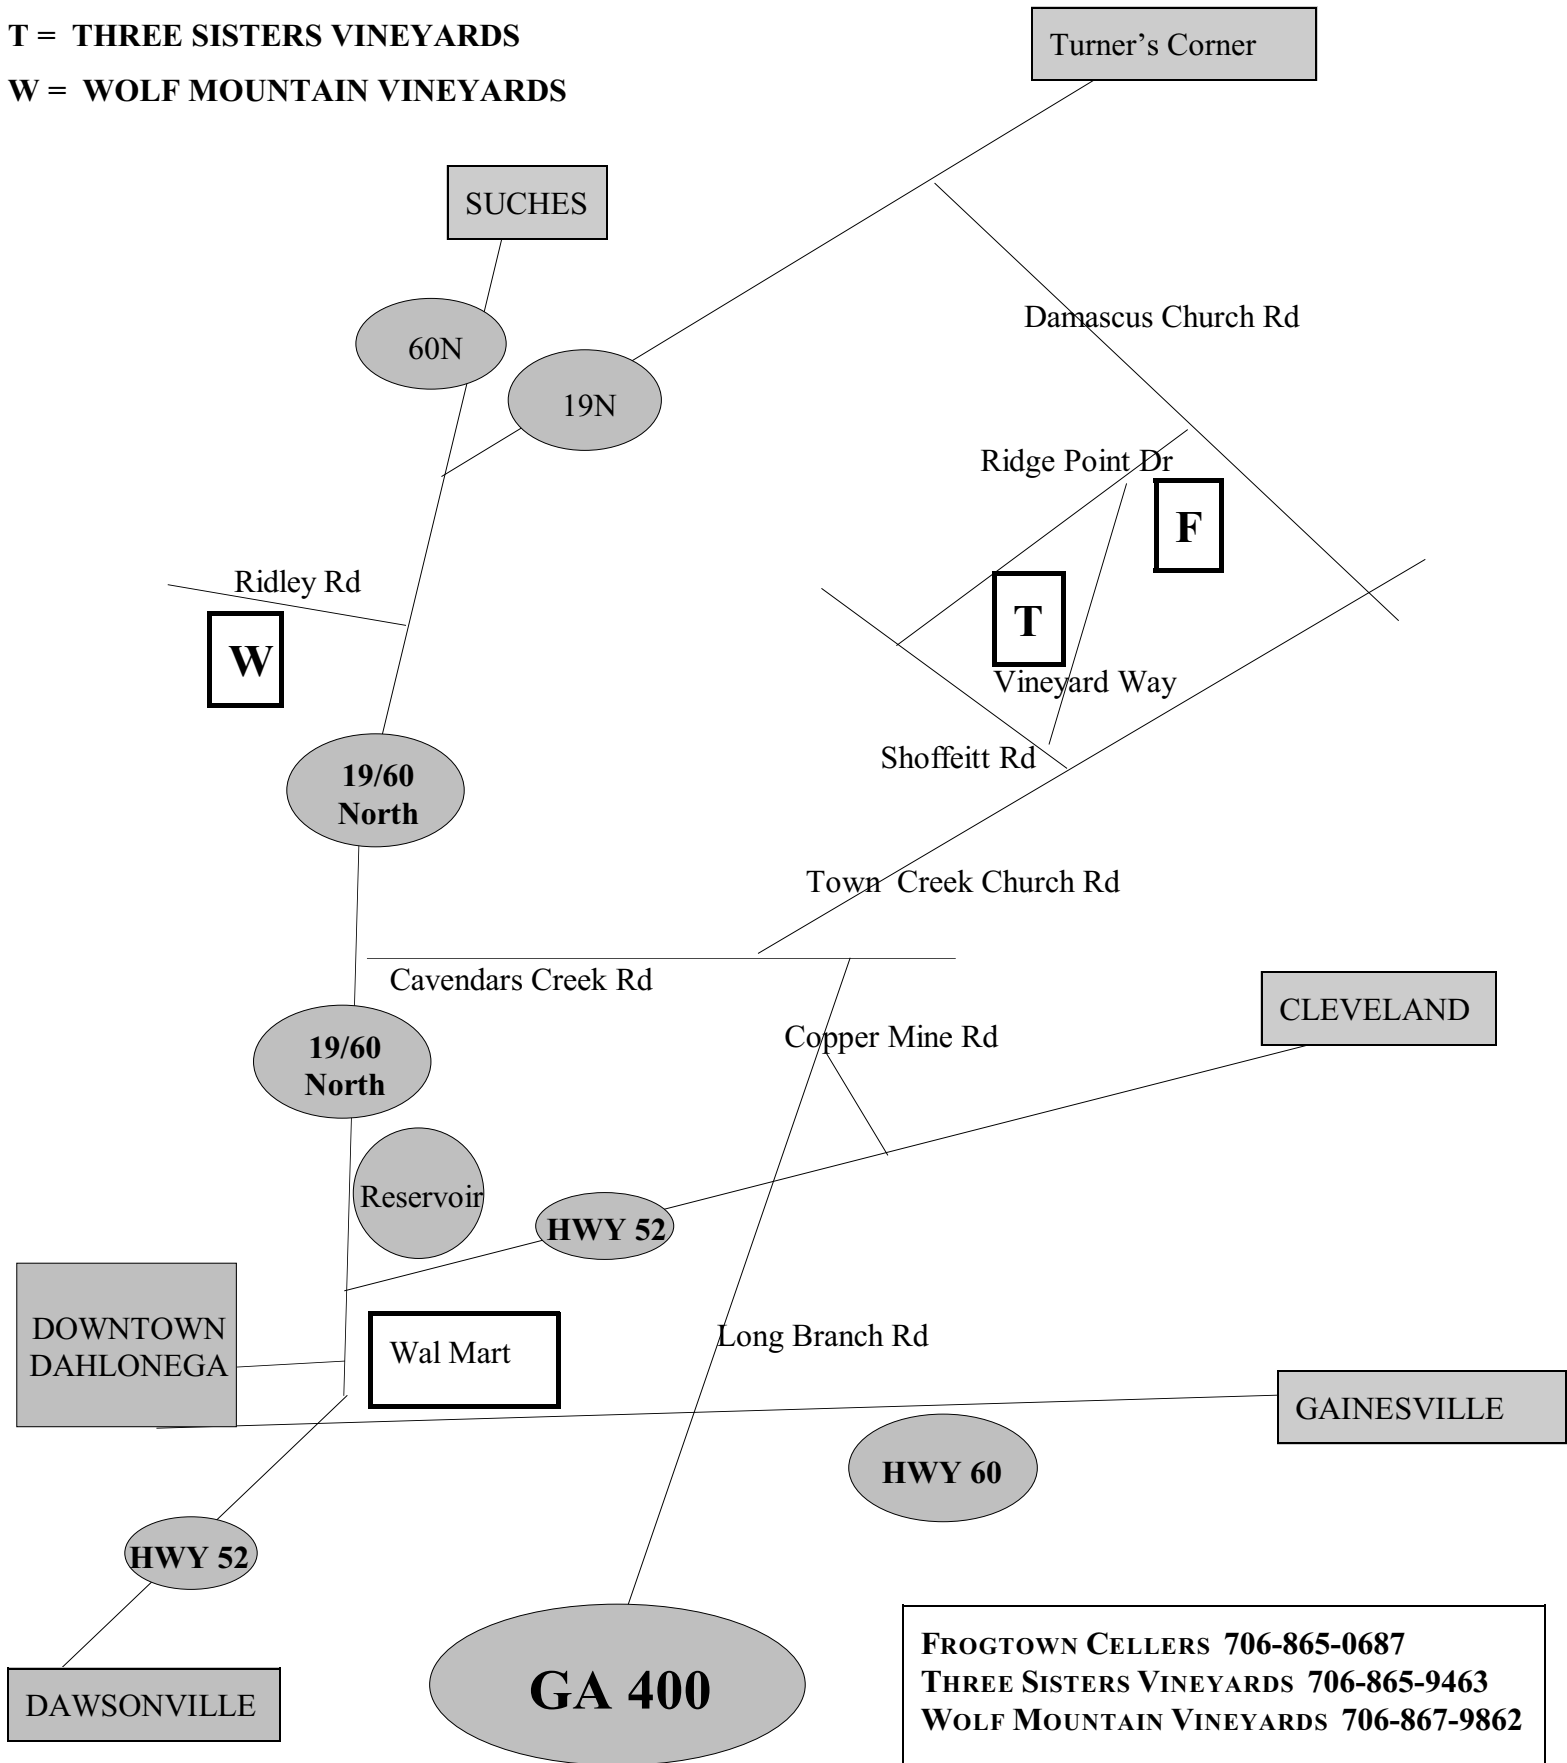 T = THREE SISTERS VINEYARDS
W = WOLF MOUNTAIN VINEYARDS
Turner’s Corner
SUCHES
Damascus Church Rd
60N
19N
Ridge Point Dr
F
Ridley Rd
T
W
Vineyard Way
Shoffeitt Rd
19/60
North
Town Creek Church Rd
Cavendars Creek Rd
CLEVELAND
Copper Mine Rd
19/60
North
Reservoir
HWY 52
DOWNTOWN
DAHLONEGA
Wal Mart
Long Branch Rd
GAINESVILLE
HWY 60
HWY 52
DAWSONVILLE
GA 400
FROGTOWN CELLERS 706-865-0687
THREE SISTERS VINEYARDS 706-865-9463
WOLF MOUNTAIN VINEYARDS 706-867-9862